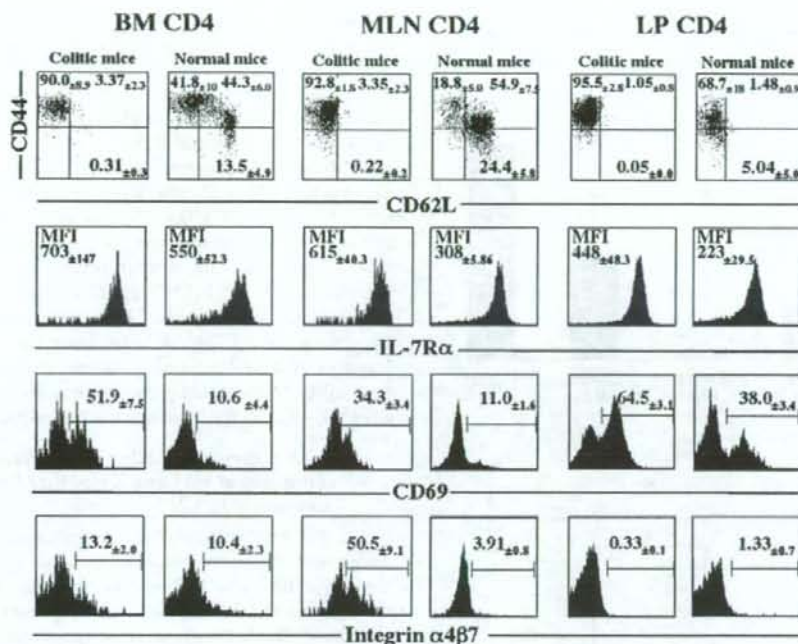 BM CD4 MLN CD4 LP CD4
Colitic mice Normal mice Colitic mice Normal mice Colitic mice Normal mice
90.0±8.9 3.37±2.3 41.8±10 44.3±6.0 92.8±1.8 3.35±2.3 18.8±5.0 54.9±7.5 95.5±2.8 1.05±0.8 68.7±18 1.48±0.9
CD44
0.31±0.3 13.5±4.9 0.22±0.2 24.4±5.8 0.05±0.0 5.04±5.0
CD62L
MFI MFI MFI MFI MFI MFI
703±147 550±52.3 615±40.3 308±5.86 448±48.3 223±29.5
IL-7Rα
51.9±7.5 10.6±4.4 34.3±3.4 11.0±1.6 64.5±3.1 38.0±3.4
CD69
13.2±2.0 10.4±2.3 50.5±9.1 3.91±0.8 0.33±0.1 1.33±0.7
Integrin α4β7